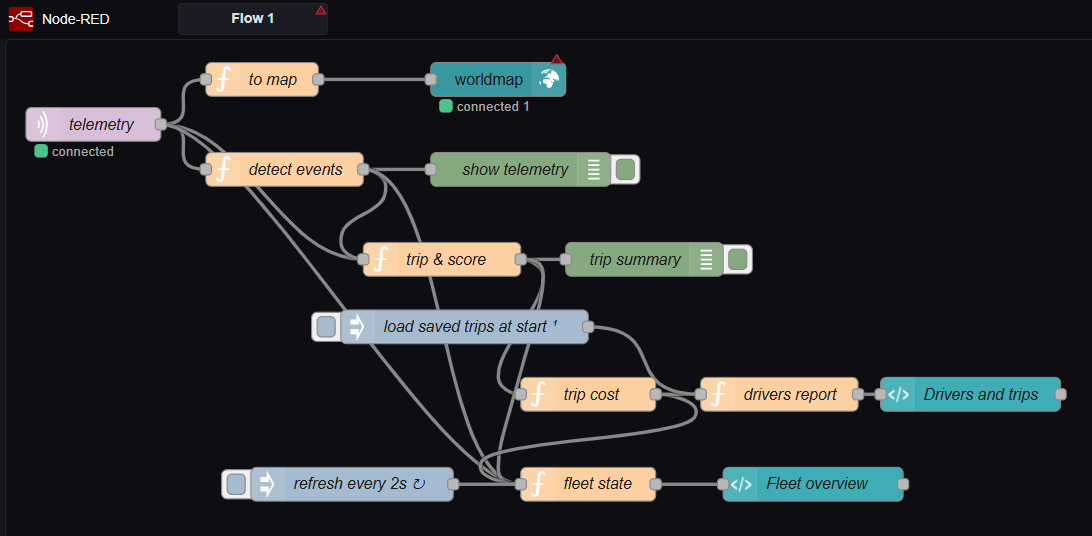 Node-RED
Flow 1
to map
worldmap
connected 1
telemetry
connected
detect events
show telemetry
trip & score
trip summary
load saved trips at start ¹
trip cost
drivers report
Drivers and trips
refresh every 2s ↻
fleet state
Fleet overview